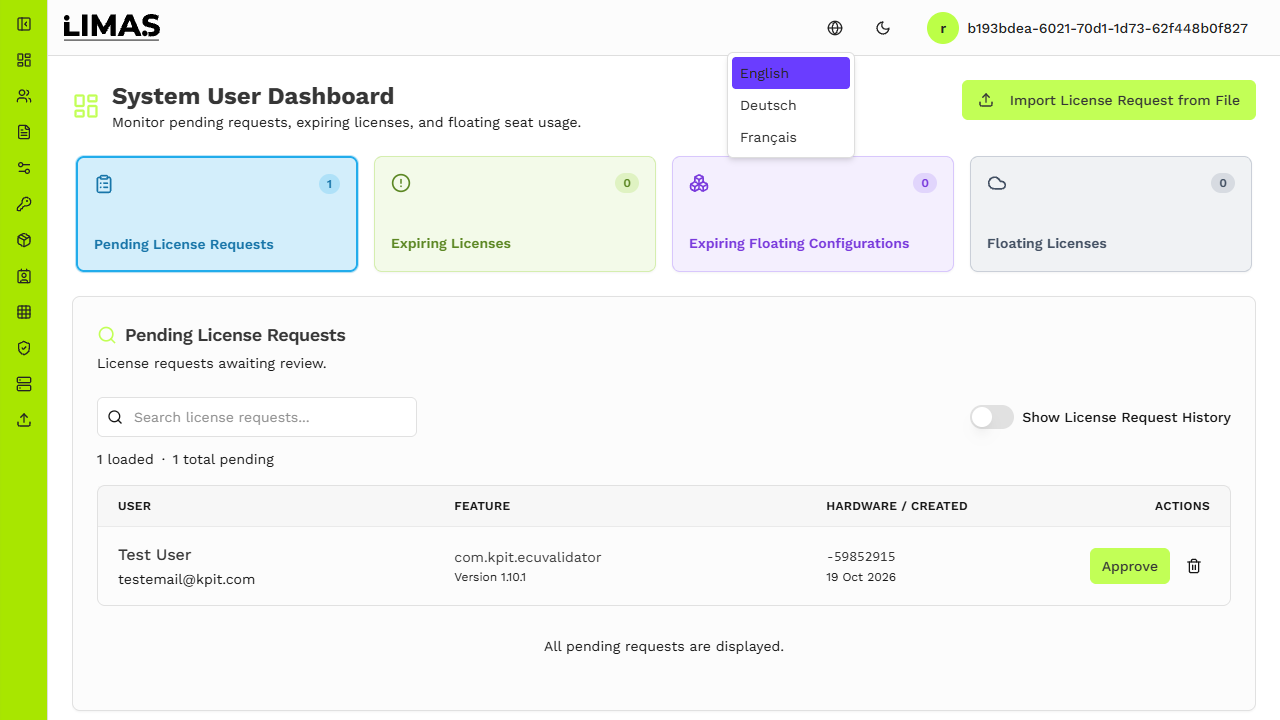 LIMAS
r b193bdea-6021-70d1-1d73-62f448b0f827
English
Deutsch
Français
System User Dashboard
Monitor pending requests, expiring licenses, and floating seat usage.
Import License Request from File
1
Pending License Requests
0
Expiring Licenses
0
Expiring Floating Configurations
0
Floating Licenses
Pending License Requests
License requests awaiting review.
Search license requests...
Show License Request History
1 loaded · 1 total pending
USER FEATURE HARDWARE / CREATED ACTIONS
Test User com.kpit.ecuvalidator -59852915 Approve
testemail@kpit.com Version 1.10.1 19 Oct 2026
All pending requests are displayed.